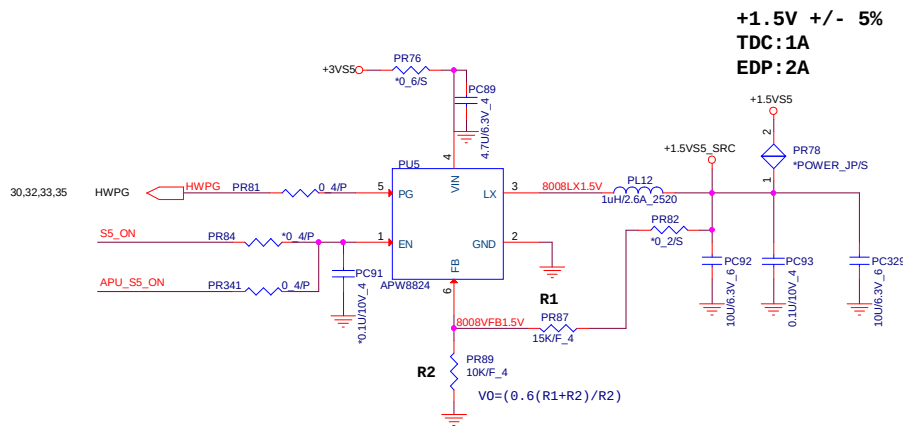 +1.5V +/- 5%
TDC:1A
EDP:2A
PR76
+3VS5
*0_6/S
PC89
4.7U/6.3V_4
+1.5VS5
2
PR78
*POWER_JP/S
1
+1.5VS5_SRC
PU5
4
VIN
30,32,33,35
HWPG
HWPG
PR81
0_4/P
5
PG
LX
3
8008LX1.5V
PL12
1uH/2.6A_2520
S5_ON
PR84
*0_4/P
1
EN
GND
2
PR82
*0_2/S
APU_S5_ON
PR341
0_4/P
PC91
*0.1U/10V_4
FB
APW8824
6
PC92
10U/6.3V_6
PC93
0.1U/10V_4
PC329
10U/6.3V_6
R1
8008VFB1.5V
PR87
15K/F_4
R2
PR89
10K/F_4
VO=(0.6(R1+R2)/R2)